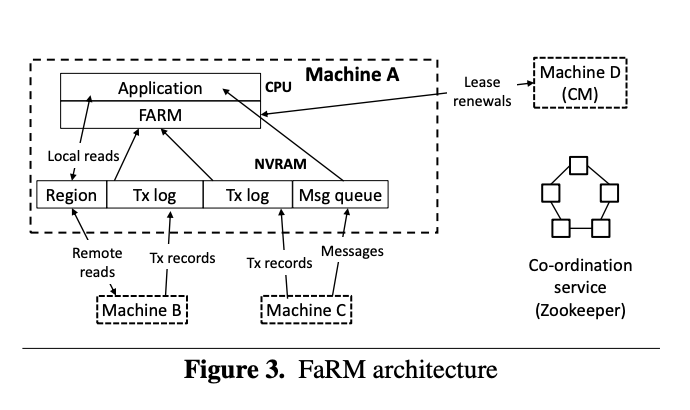 Machine A
Application
CPU
FARM
Lease
renewals
Machine D
(CM)
Local reads
NVRAM
Region
Tx log
Tx log
Msg queue
Remote
reads
Tx records
Tx records
Messages
Machine B
Machine C
Co-ordination
service
(Zookeeper)
Figure 3. FaRM architecture